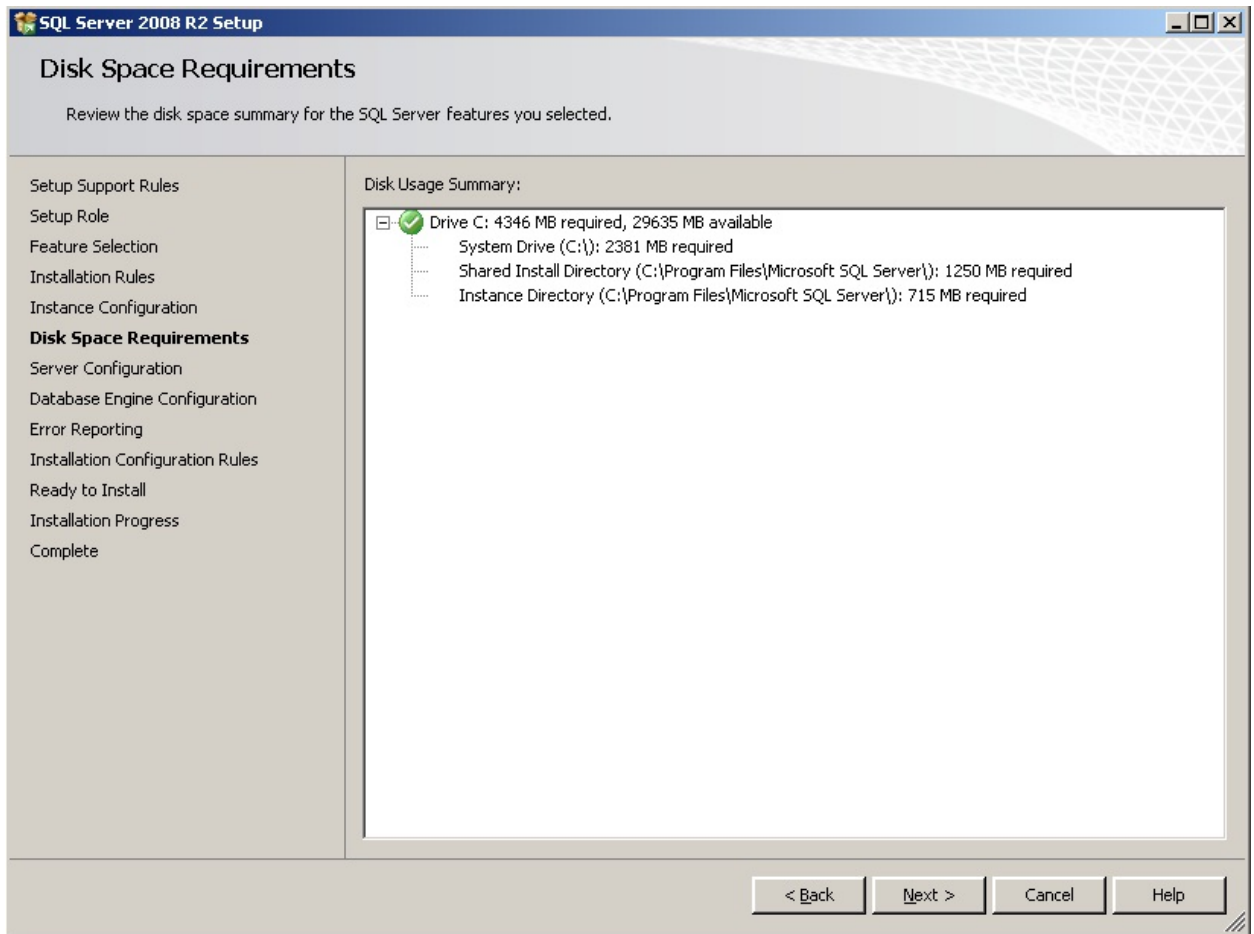 SQL Server 2008 R2 Setup
Disk Space Requirements
Review the disk space summary for the SQL Server features you selected.
Setup Support Rules
Setup Role
Feature Selection
Installation Rules
Instance Configuration
Disk Space Requirements
Server Configuration
Database Engine Configuration
Error Reporting
Installation Configuration Rules
Ready to Install
Installation Progress
Complete
Disk Usage Summary:
Drive C: 4346 MB required, 29635 MB available
System Drive (C:\): 2381 MB required
Shared Install Directory (C:\Program Files\Microsoft SQL Server\): 1250 MB required
Instance Directory (C:\Program Files\Microsoft SQL Server\): 715 MB required
< Back
Next >
Cancel
Help